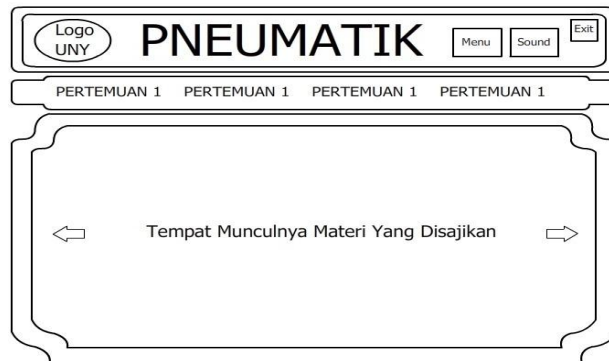 Logo
UNY
PNEUMATIK
Menu
Sound
Exit
PERTEMUAN 1 PERTEMUAN 1 PERTEMUAN 1 PERTEMUAN 1
Tempat Munculnya Materi Yang Disajikan